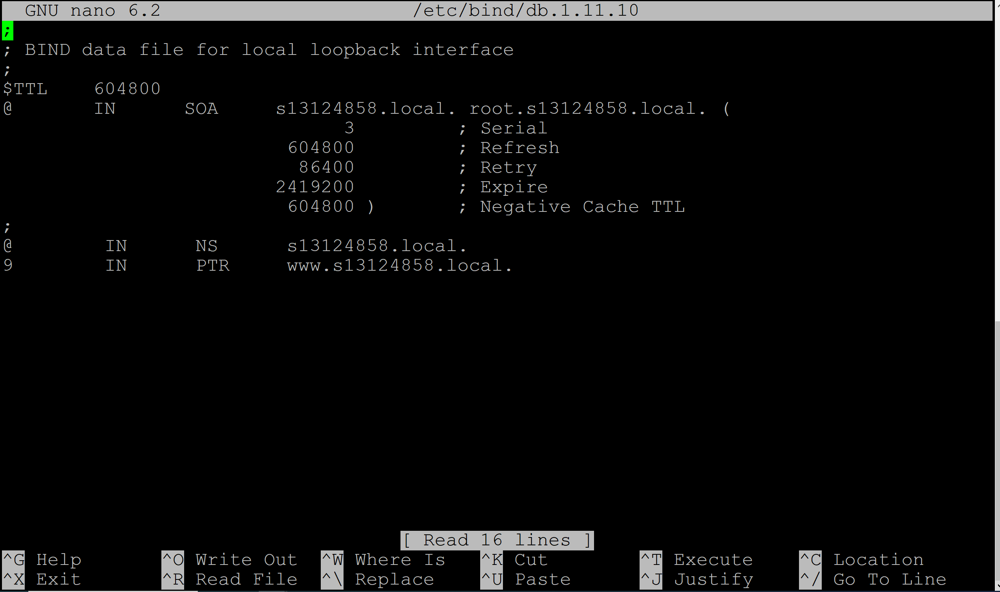 GNU nano 6.2 /etc/bind/db.1.11.10
;
; BIND data file for local loopback interface
;
$TTL 604800
@ IN SOA s13124858.local. root.s13124858.local. (
3 ; Serial
604800 ; Refresh
86400 ; Retry
2419200 ; Expire
604800 ) ; Negative Cache TTL
;
@ IN NS s13124858.local.
9 IN PTR www.s13124858.local.
[ Read 16 lines ]
^G Help ^O Write Out ^W Where Is ^K Cut ^T Execute ^C Location
^X Exit ^R Read File ^\ Replace ^U Paste ^J Justify ^/ Go To Line